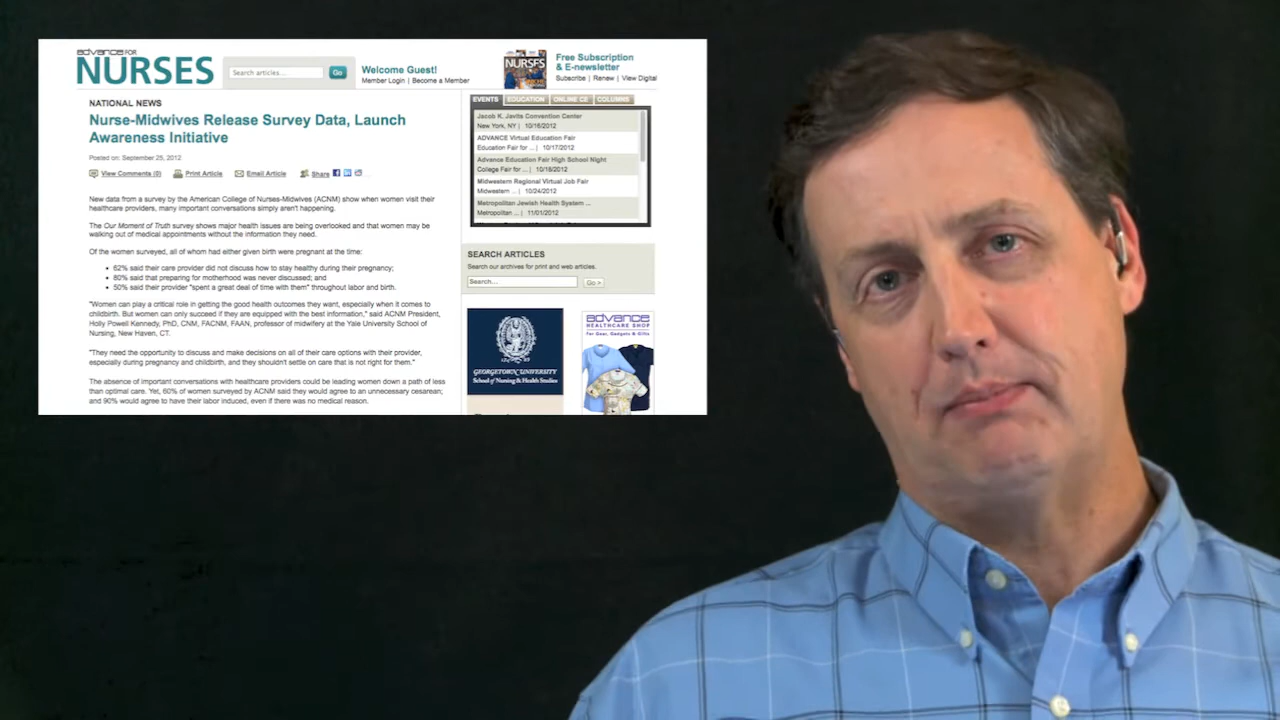 advance FOR
NURSES
Search articles...
Go
Welcome Guest!
Member Login | Become a Member
NURSES
Free Subscription
& E-newsletter
Subscribe | Renew | View Digital
NATIONAL NEWS
Nurse-Midwives Release Survey Data, Launch
Awareness Initiative
Posted on: September 25, 2012
View Comments (0) Print Article Email Article Share
New data from a survey by the American College of Nurses-Midwives (ACNM) show when women visit their
healthcare providers, many important conversations simply aren't happening.
The Our Moment of Truth survey shows major health issues are being overlooked and that women may be
walking out of medical appointments without the information they need.
Of the women surveyed, all of whom had either given birth were pregnant at the time:
• 62% said their care provider did not discuss how to stay healthy during their pregnancy;
• 80% said that preparing for motherhood was never discussed; and
• 50% said their provider "spent a great deal of time with them" throughout labor and birth.
"Women can play a critical role in getting the good health outcomes they want, especially when it comes to
childbirth. But women can only succeed if they are equipped with the best information," said ACNM President,
Holly Powell Kennedy, PhD, CNM, FACNM, FAAN, professor of midwifery at the Yale University School of
Nursing, New Haven, CT.
"They need the opportunity to discuss and make decisions on all of their care options with their provider,
especially during pregnancy and childbirth, and they shouldn't settle on care that is not right for them."
The absence of important conversations with healthcare providers could be leading women down a path of less
than optimal care. Yet, 60% of women surveyed by ACNM said they would agree to an unnecessary cesarean;
and 90% would agree to have their labor induced, even if there was no medical reason.
EVENTS EDUCATION ONLINE CE COLUMNS
Jacob K. Javits Convention Center
New York, NY | 10/16/2012
ADVANCE Virtual Education Fair
Education Fair for ... | 10/17/2012
Advance Education Fair High School Night
College Fair for ... | 10/18/2012
Midwestern Regional Virtual Job Fair
Midwestern ... | 10/24/2012
Metropolitan Jewish Health System ...
Metropolitan ... | 11/01/2012
SEARCH ARTICLES
Search our archives for print and web articles.
Search...
Go >
GEORGETOWN UNIVERSITY
School of Nursing & Health Studies
advance
HEALTHCARE SHOP
For Gear, Gadgets & Gifts